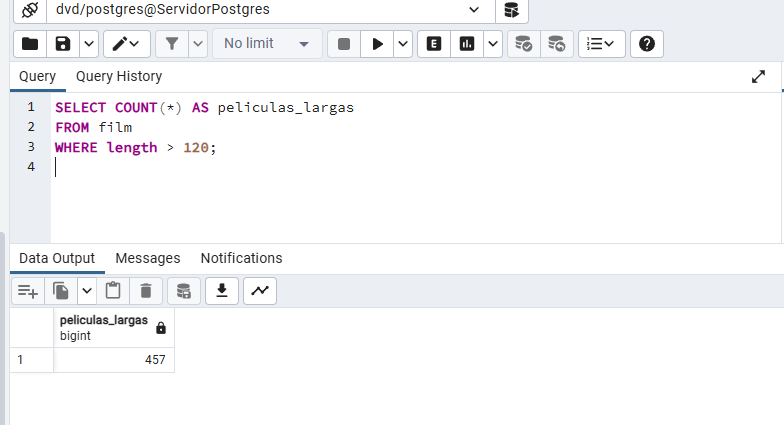 dvd/postgres@ServidorPostgres
No limit
E
Query Query History
1 SELECT COUNT(*) AS peliculas_largas
2 FROM film
3 WHERE length > 120;
4
Data Output Messages Notifications
peliculas_largas
bigint
1 457